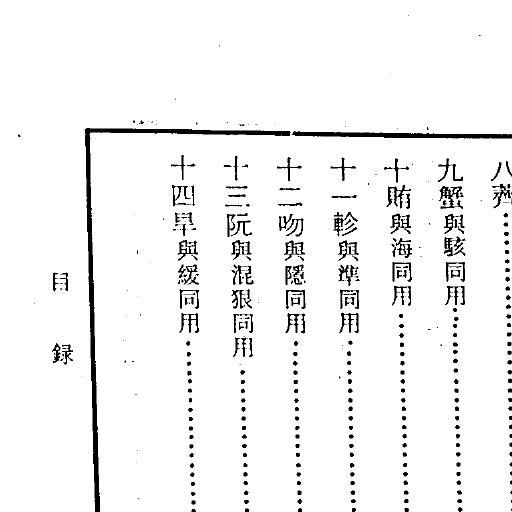 八薺
九蟹與駭同用
十賄與海同用
十一軫與準同用
十二吻與隱同用
十三阮與混狠同用
十四旱與緩同用
目録